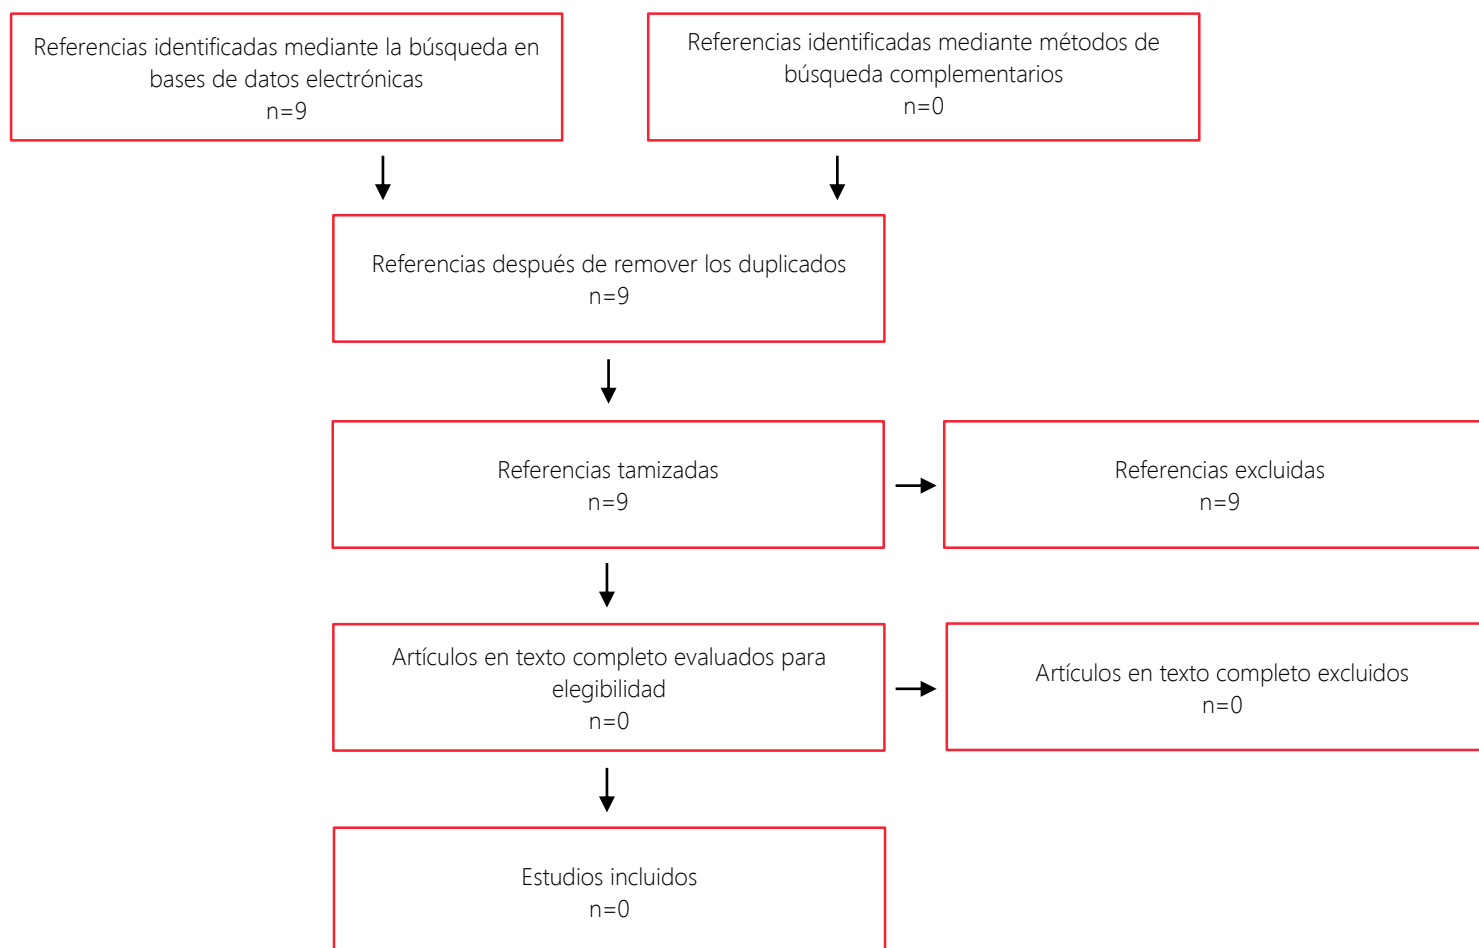 Referencias identificadas mediante la búsqueda en
bases de datos electrónicas
n=9
Referencias identificadas mediante métodos de
búsqueda complementarios
n=0
Referencias después de remover los duplicados
n=9
Referencias tamizadas
n=9
Referencias excluidas
n=9
Artículos en texto completo evaluados para
elegibilidad
n=0
Artículos en texto completo excluidos
n=0
Estudios incluidos
n=0